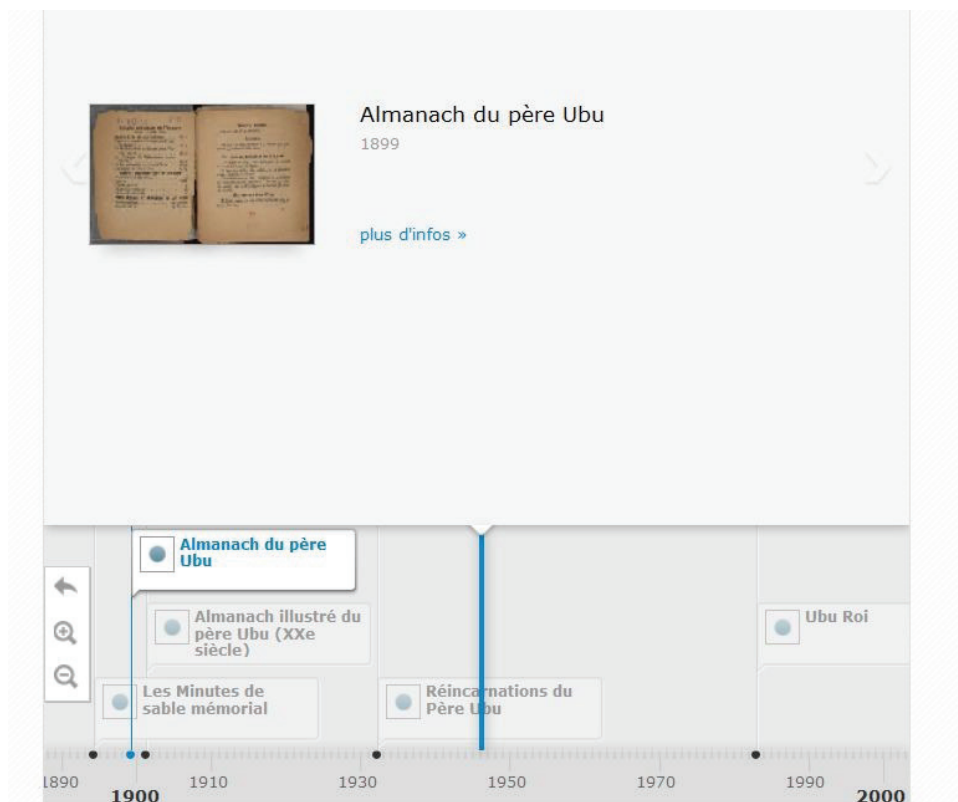 Almanach du père Ubu
1899
plus d'infos »
Almanach du père
Ubu
Almanach illustré du
père Ubu (XXe
siècle)
Ubu Roi
Les Minutes de
sable mémorial
Réincarnations du
Père Ubu
1890
1900
1910
1930
1950
1970
1990
2000